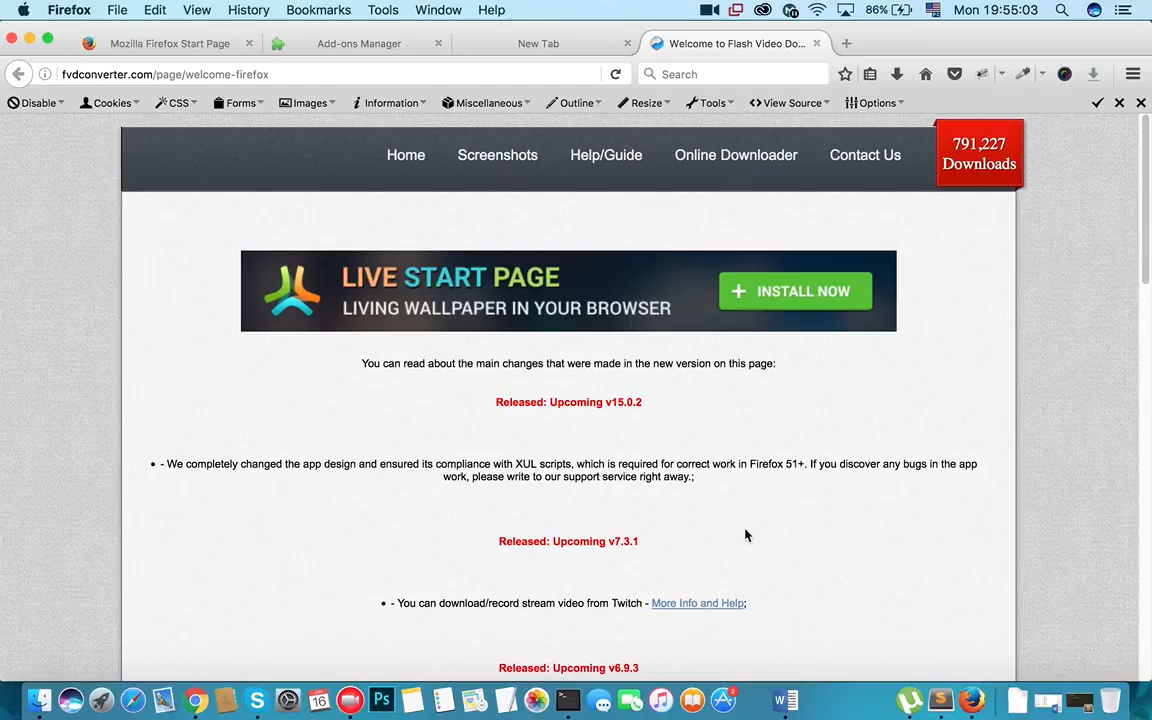 Firefox File Edit View History Bookmarks Tools Window Help 86% Mon 19:55:03
Mozilla Firefox Start Page Add-ons Manager New Tab Welcome to Flash Video Do...
fvdconverter.com/page/welcome-firefox Search
Disable Cookies CSS Forms Images Information Miscellaneous Outline Resize Tools View Source Options
Home Screenshots Help/Guide Online Downloader Contact Us
791,227
Downloads
LIVE START PAGE
LIVING WALLPAPER IN YOUR BROWSER
+ INSTALL NOW
You can read about the main changes that were made in the new version on this page:
Released: Upcoming v15.0.2
• - We completely changed the app design and ensured its compliance with XUL scripts, which is required for correct work in Firefox 51+. If you discover any bugs in the app
work, please write to our support service right away.;
Released: Upcoming v7.3.1
• - You can download/record stream video from Twitch - More Info and Help;
Released: Upcoming v6.9.3
16
Ps
2